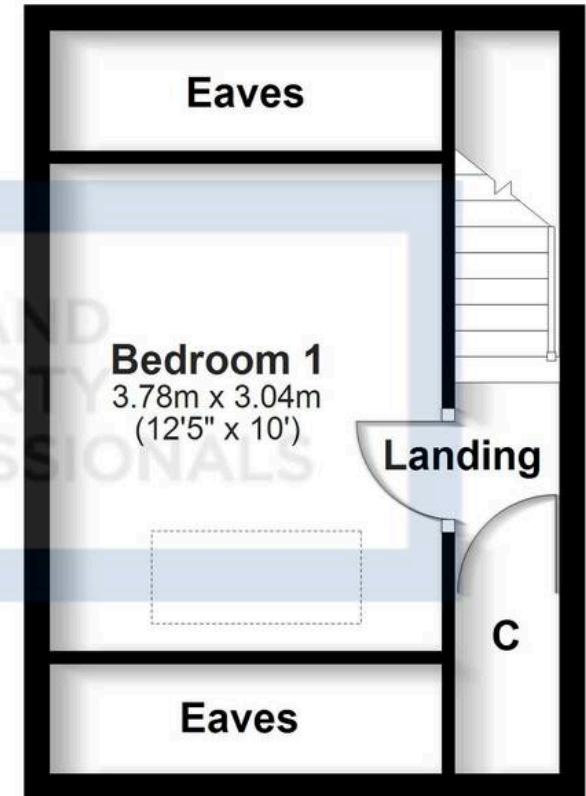 Eaves
Bedroom 1
3.78m x 3.04m
(12'5" x 10')
Landing
C
Eaves